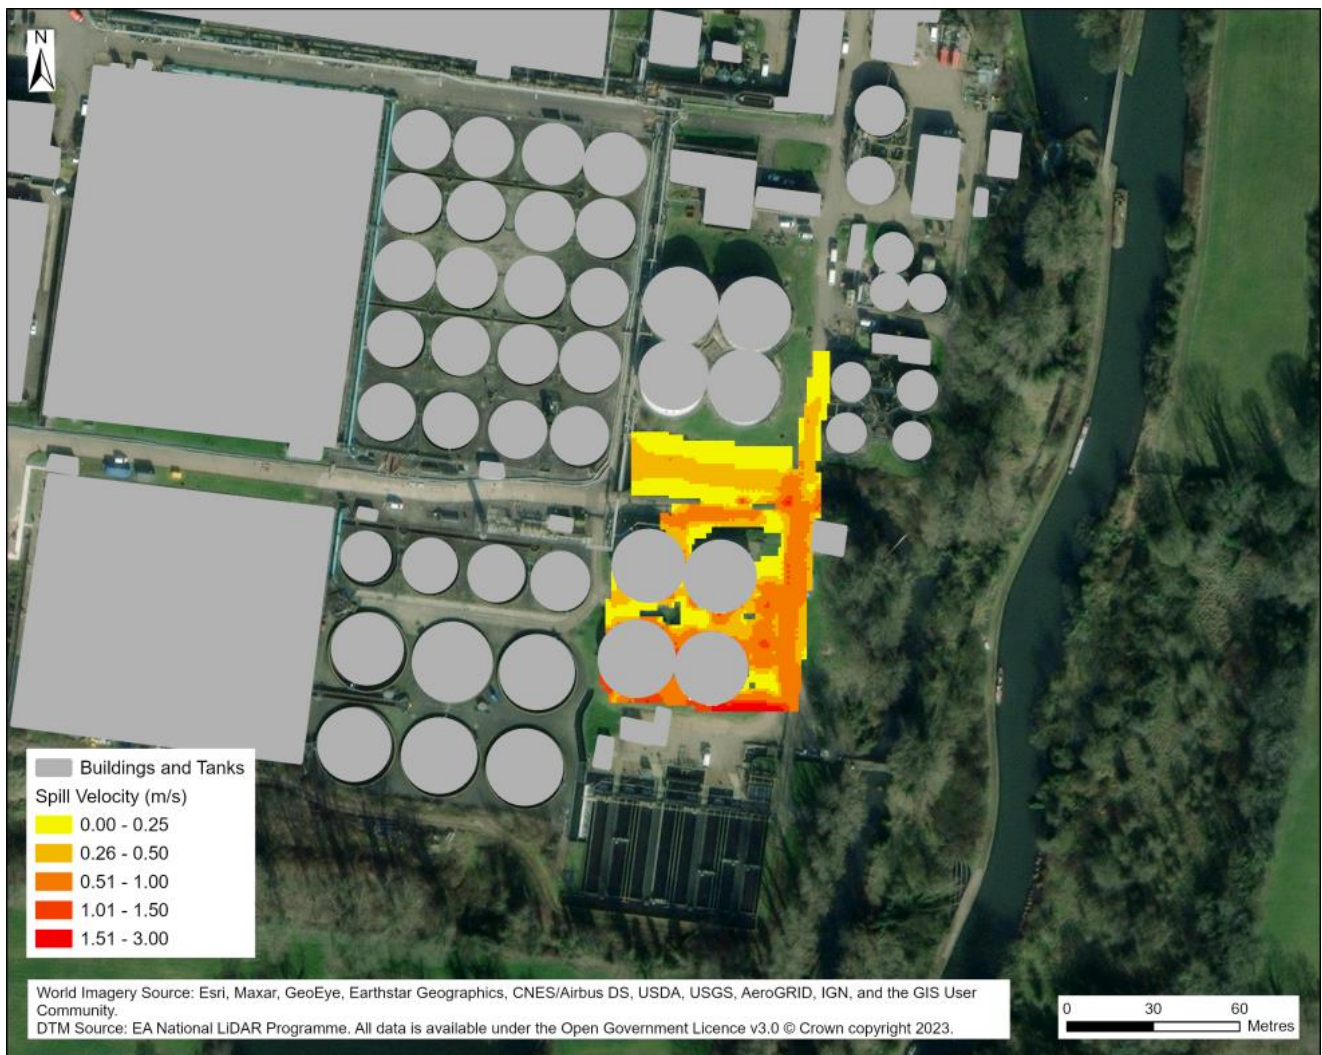 N
Buildings and Tanks
Spill Velocity (m/s)
0.00 - 0.25
0.26 - 0.50
0.51 - 1.00
1.01 - 1.50
1.51 - 3.00
World Imagery Source: Esri, Maxar, GeoEye, Earthstar Geographics, CNES/Airbus DS, USDA, USGS, AeroGRID, IGN, and the GIS User
Community.
DTM Source: EA National LiDAR Programme. All data is available under the Open Government Licence v3.0 © Crown copyright 2023.
0 30 60
Metres